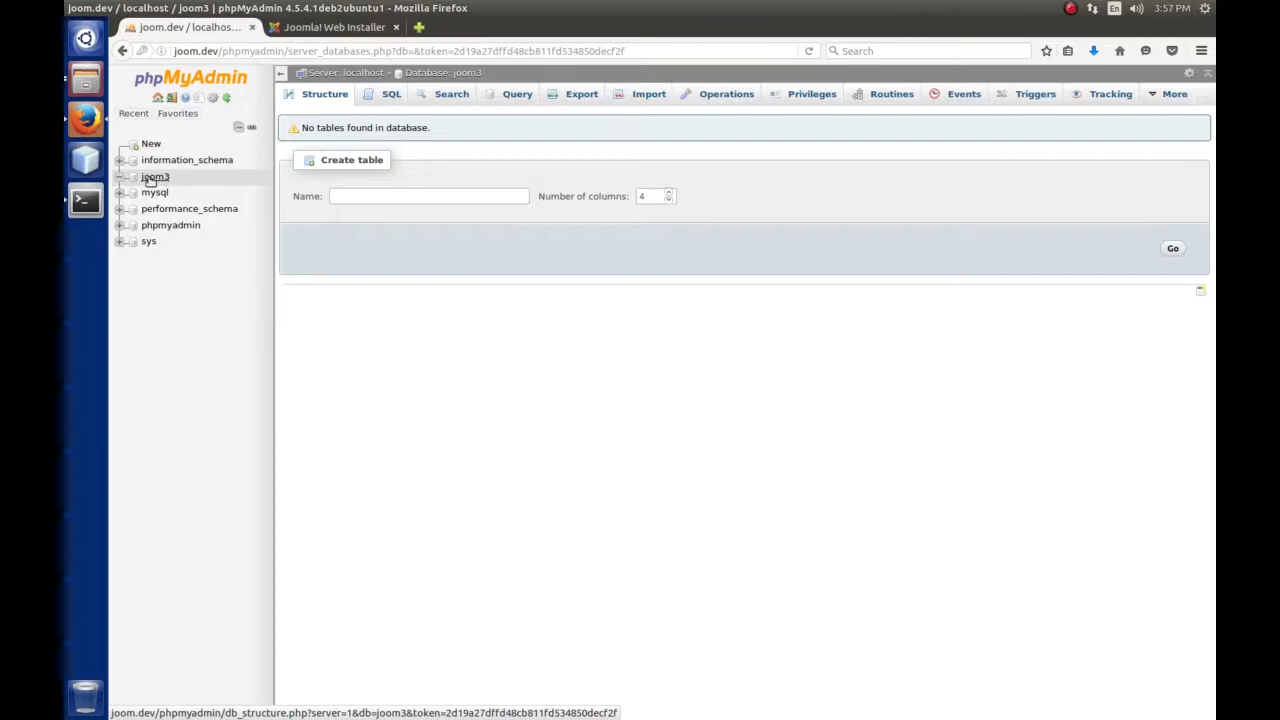 joom.dev / localhost / joom3 | phpMyAdmin 4.5.4.1deb2ubuntu1 - Mozilla Firefox
En
3:57 PM
joom.dev / localhos...
Joomla! Web Installer
joom.dev/phpmyadmin/server_databases.php?db=&token=2d19a27dffd48cb811fd534850decf2f
Search
phpMyAdmin
Recent
Favorites
New
information_schema
joom3
mysql
performance_schema
phpmyadmin
sys
Server: localhost » Database: joom3
Structure
SQL
Search
Query
Export
Import
Operations
Privileges
Routines
Events
Triggers
Tracking
More
No tables found in database.
Create table
Name:
Number of columns: 4
Go
joom.dev/phpmyadmin/db_structure.php?server=1&db=joom3&token=2d19a27dffd48cb811fd534850decf2f